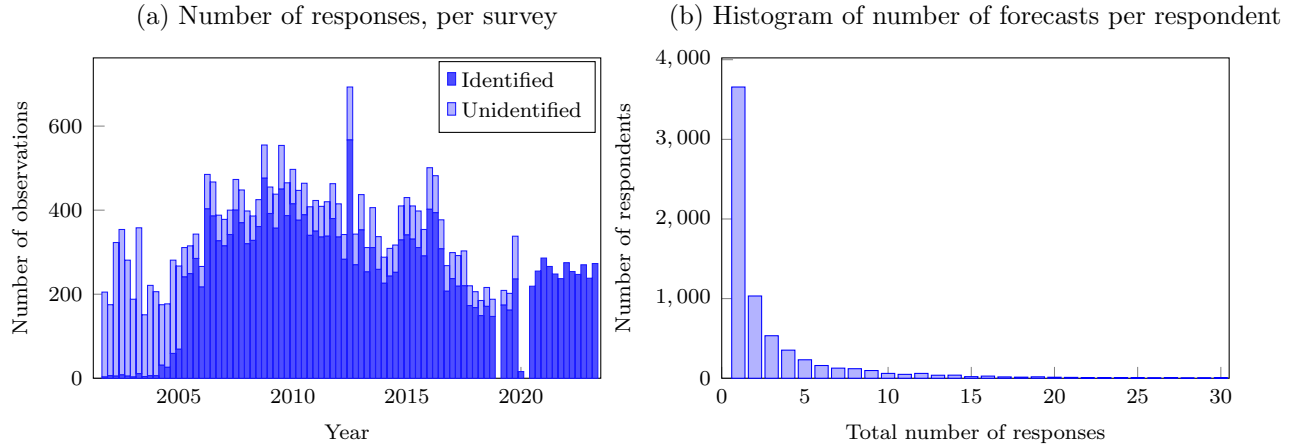 (a) Number of responses, per survey
Number of observations
600
400
200
0
2005
2010
2015
2020
Year
Identified
Unidentified
(b) Histogram of number of forecasts per respondent
Number of respondents
4,000
3,000
2,000
1,000
0
0
5
10
15
20
25
30
Total number of responses